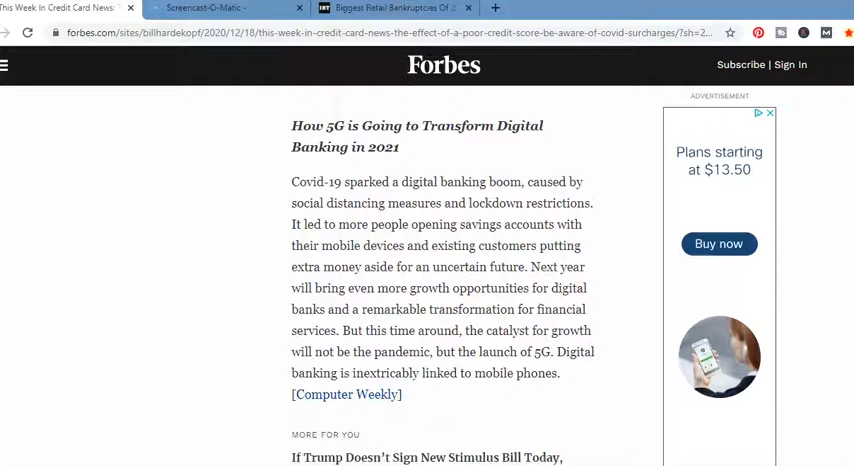 This Week In Credit Card News: T
Screencast-O-Matic -
IBT Biggest Retail Bankruptcies Of 2
forbes.com/sites/billhardekopf/2020/12/18/this-week-in-credit-card-news-the-effect-of-a-poor-credit-score-be-aware-of-covid-surcharges/?sh=2...
Forbes
Subscribe | Sign In
ADVERTISEMENT
How 5G is Going to Transform Digital
Banking in 2021
Covid-19 sparked a digital banking boom, caused by
social distancing measures and lockdown restrictions.
It led to more people opening savings accounts with
their mobile devices and existing customers putting
extra money aside for an uncertain future. Next year
will bring even more growth opportunities for digital
banks and a remarkable transformation for financial
services. But this time around, the catalyst for growth
will not be the pandemic, but the launch of 5G. Digital
banking is inextricably linked to mobile phones.
[Computer Weekly]
MORE FOR YOU
If Trump Doesn't Sign New Stimulus Bill Today,
Plans starting
at $13.50
Buy now